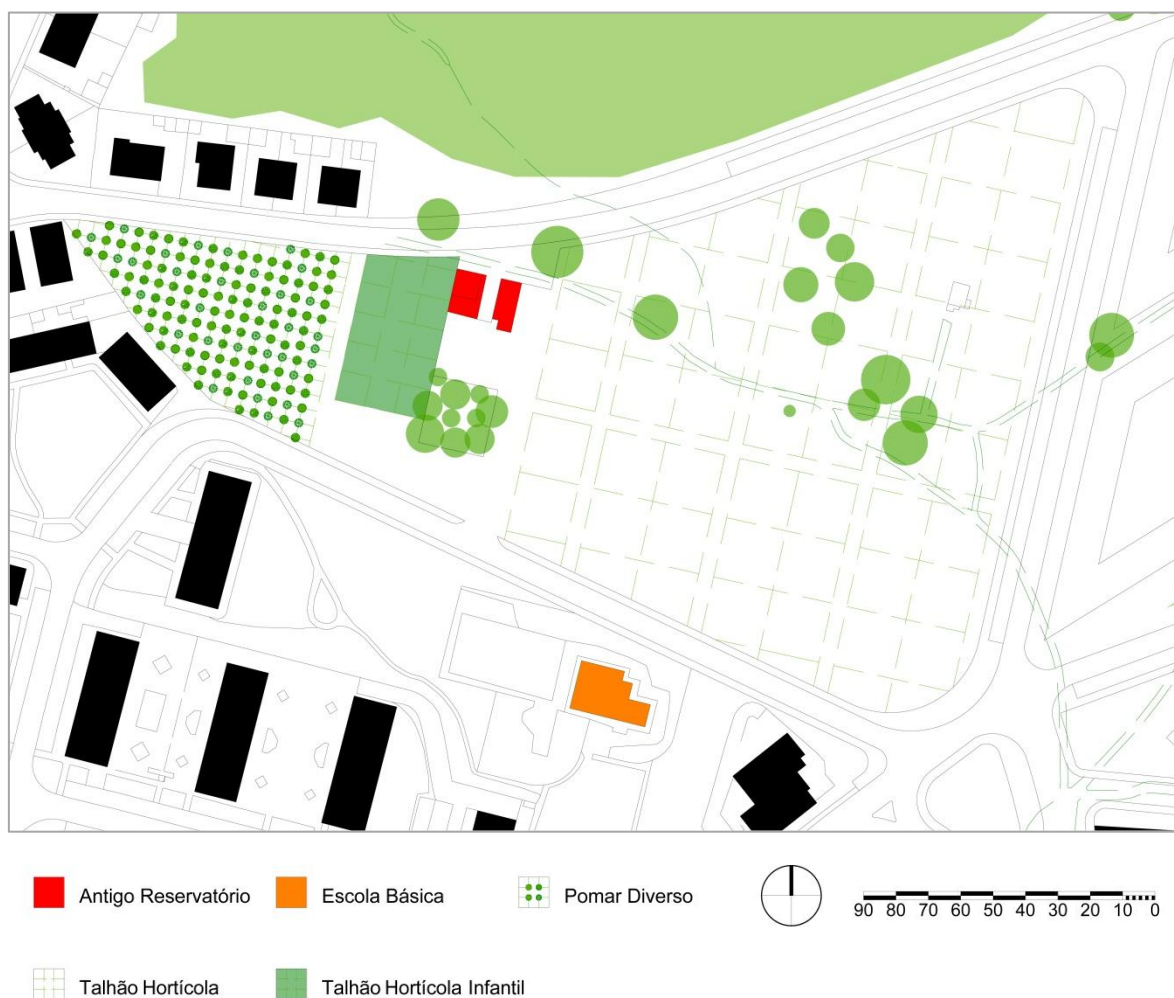 Antigo Reservatório Escola Básica Pomar Diverso
90 80 70 60 50 40 30 20 10 0
Talhão Hortícola Talhão Hortícola Infantil